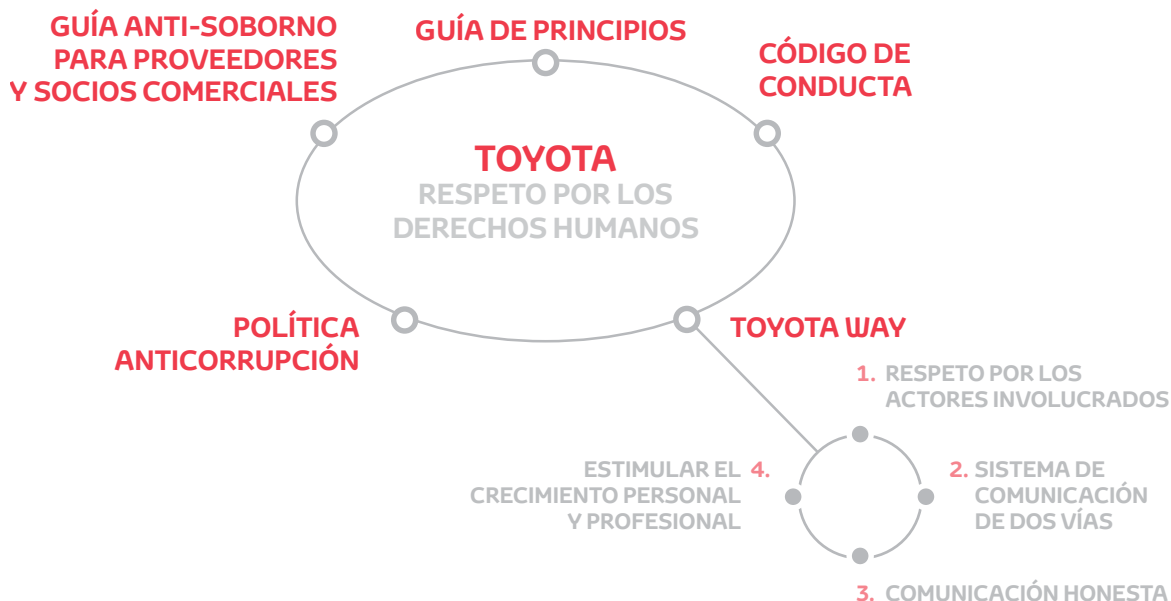 GUÍA ANTI-SOBORNO
PARA PROVEEDORES
Y SOCIOS COMERCIALES
GUÍA DE PRINCIPIOS
CÓDIGO DE
CONDUCTA
TOYOTA
RESPETO POR LOS
DERECHOS HUMANOS
POLÍTICA
ANTICORRUPCIÓN
TOYOTA WAY
1. RESPETO POR LOS
ACTORES INVOLUCRADOS
2. SISTEMA DE
COMUNICACIÓN
DE DOS VÍAS
3. COMUNICACIÓN HONESTA
ESTIMULAR EL 4.
CRECIMIENTO PERSONAL
Y PROFESIONAL